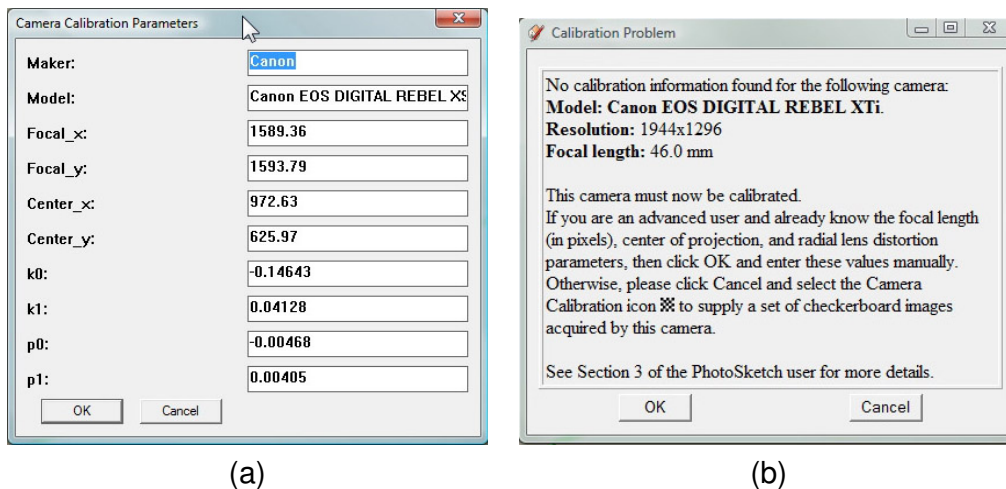 Camera Calibration Parameters
Maker: Canon
Model: Canon EOS DIGITAL REBEL XS
Focal_x: 1589.36
Focal_y: 1593.79
Center_x: 972.63
Center_y: 625.97
k0: -0.14643
k1: 0.04128
p0: -0.00468
p1: 0.00405
OK Cancel
(a)
Calibration Problem
No calibration information found for the following camera:
Model: Canon EOS DIGITAL REBEL XTi.
Resolution: 1944x1296
Focal length: 46.0 mm
This camera must now be calibrated.
If you are an advanced user and already know the focal length
(in pixels), center of projection, and radial lens distortion
parameters, then click OK and enter these values manually.
Otherwise, please click Cancel and select the Camera
Calibration icon to supply a set of checkerboard images
acquired by this camera.
See Section 3 of the PhotoSketch user for more details.
OK Cancel
(b)